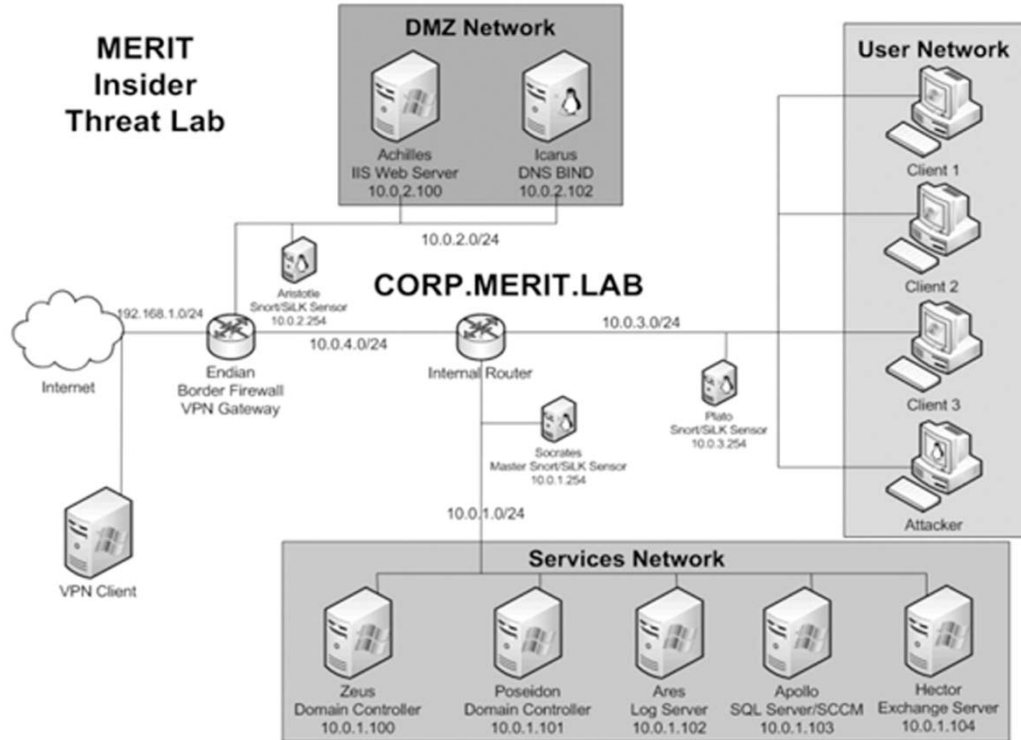 MERIT
Insider
Threat Lab
DMZ Network
Achilles
IIS Web Server
10.0.2.100
Icarus
DNS BIND
10.0.2.102
User Network
Client 1
Client 2
Client 3
Attacker
10.0.2.0/24
Aristotle
Snort/SiLK Sensor
10.0.2.254
CORP.MERIT.LAB
192.168.1.0/24
Internet
Endian
Border Firewall
VPN Gateway
10.0.4.0/24
Internal Router
10.0.3.0/24
Plato
Snort/SiLK Sensor
10.0.3.254
Socrates
Master Snort/SiLK Sensor
10.0.1.254
10.0.1.0/24
VPN Client
Services Network
Zeus
Domain Controller
10.0.1.100
Poseidon
Domain Controller
10.0.1.101
Ares
Log Server
10.0.1.102
Apollo
SQL Server/SCCM
10.0.1.103
Hector
Exchange Server
10.0.1.104